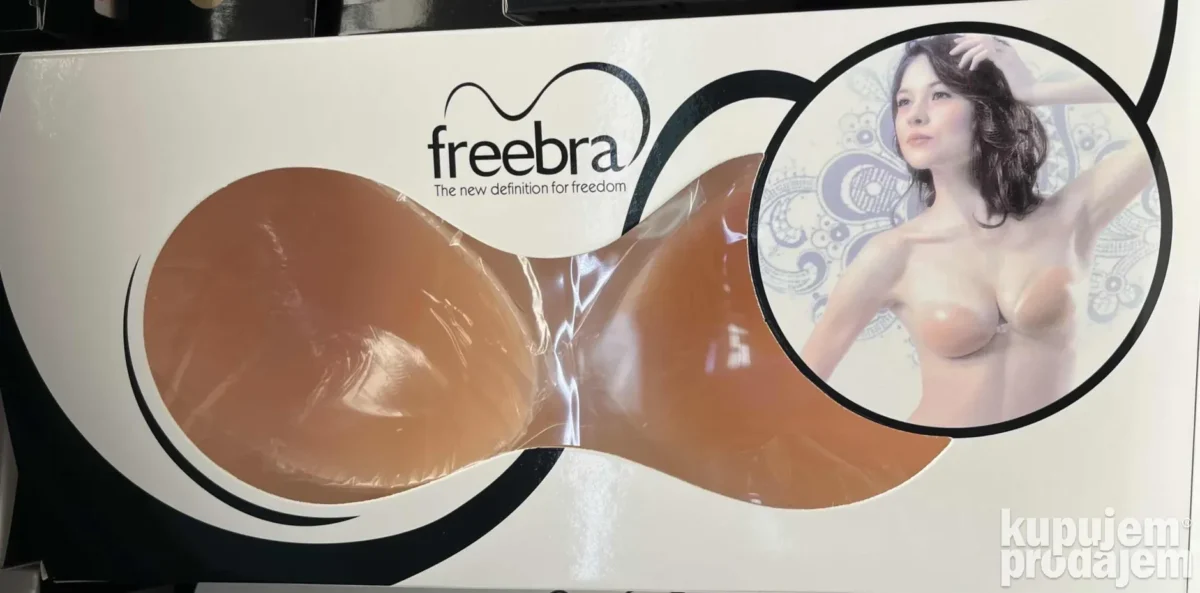 freebra
The new definition for freedom
kupujem
prodajem